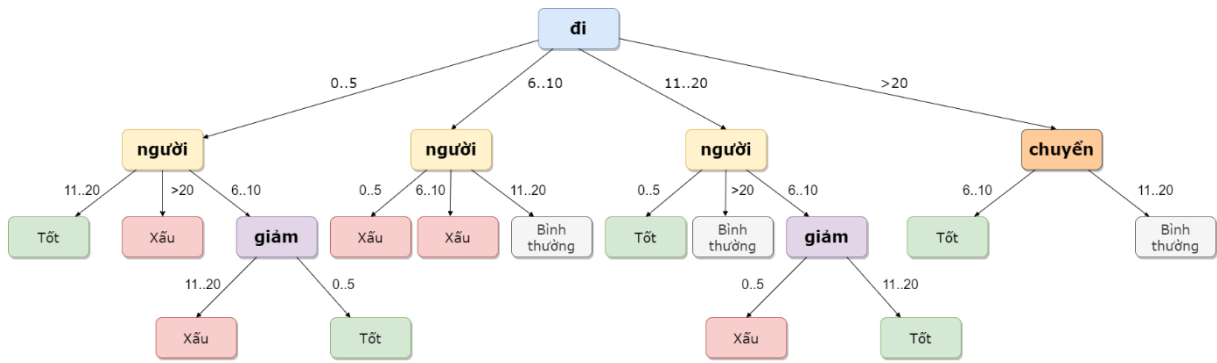 đi
0..5
6..10
11..20
>20
người
người
người
chuyển
11..20
>20
6..10
0..5
6..10
11..20
0..5
>20
6..10
6..10
11..20
Tốt
Xấu
giảm
Xấu
Xấu
Bình
thường
Tốt
Bình
thường
giảm
Tốt
Bình
thường
11..20
0..5
0..5
11..20
Xấu
Tốt
Xấu
Tốt